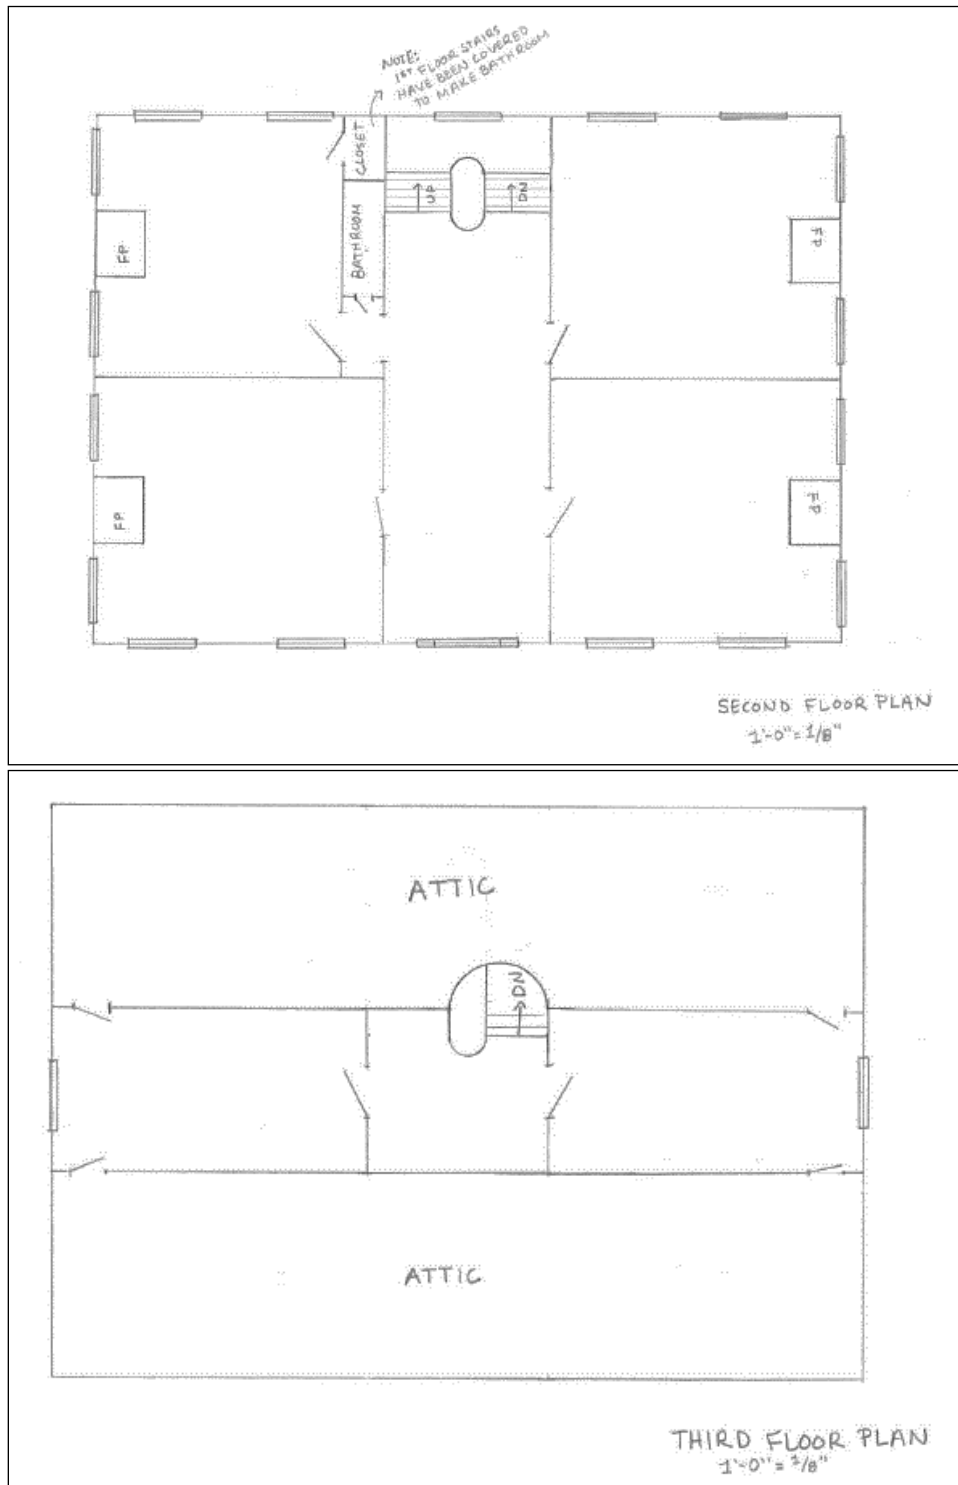 NOTE:
1ST FLOOR STAIRS
HAVE BEEN COVERED
TO MAKE BATHROOM
CLOSET
UP
DN
BATHROOM
FP
FP
FP
FP
SECOND FLOOR PLAN
1'-0" = 1/8"
ATTIC
DN
ATTIC
THIRD FLOOR PLAN
1'-0" = 1/8"